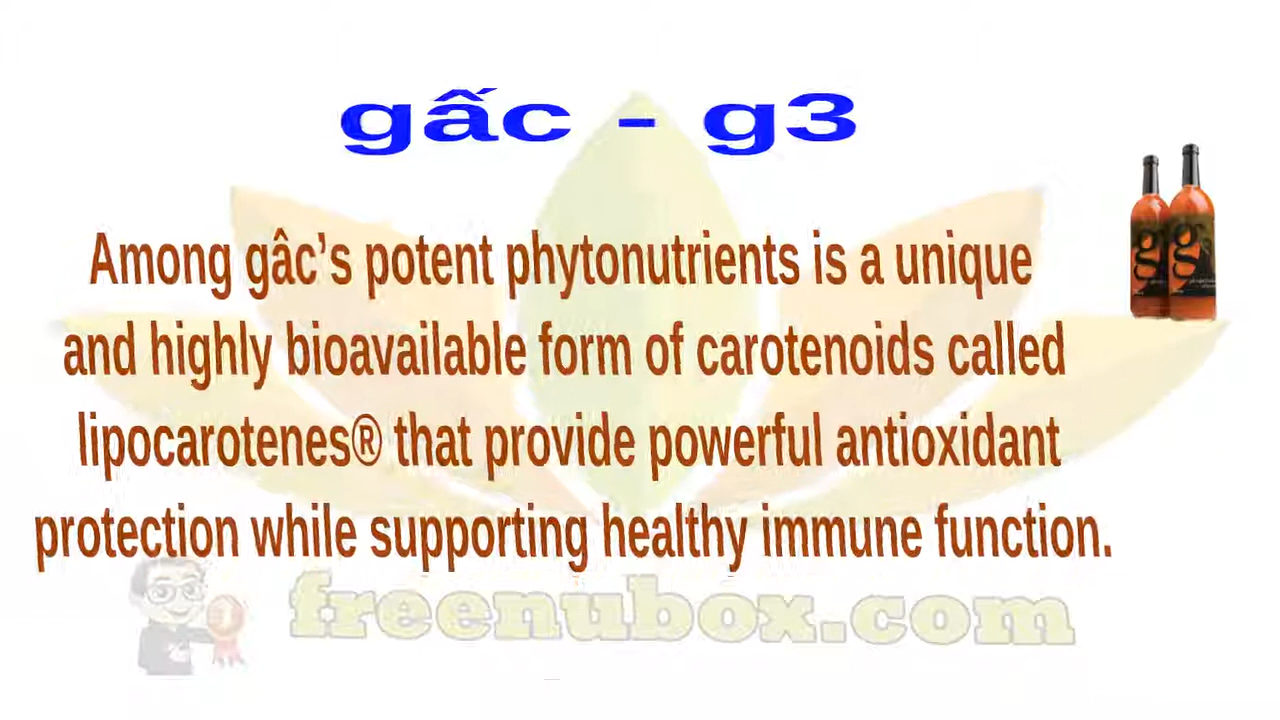 gấc - g3
Among gâc’s potent phytonutrients is a unique
and highly bioavailable form of carotenoids called
lipocarotenes® that provide powerful antioxidant
protection while supporting healthy immune function.
freenubox.com
g g3